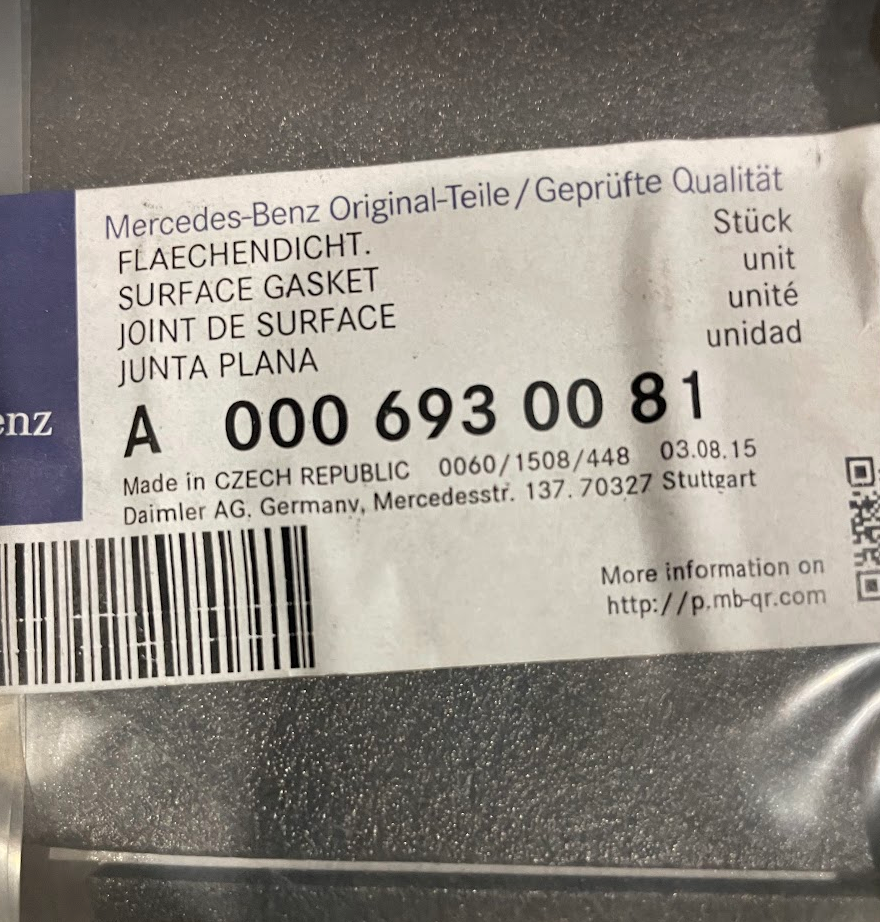 Mercedes-Benz Original-Teile/Geprüfte Qualität
FLAECHENDICHT. Stück
SURFACE GASKET unit
JOINT DE SURFACE unité
JUNTA PLANA unidad
enz
A 000 693 00 81
Made in CZECH REPUBLIC 0060/1508/448 03.08.15
Daimler AG, Germany, Mercedesstr. 137. 70327 Stuttgart
More information on
http://p.mb-qr.com